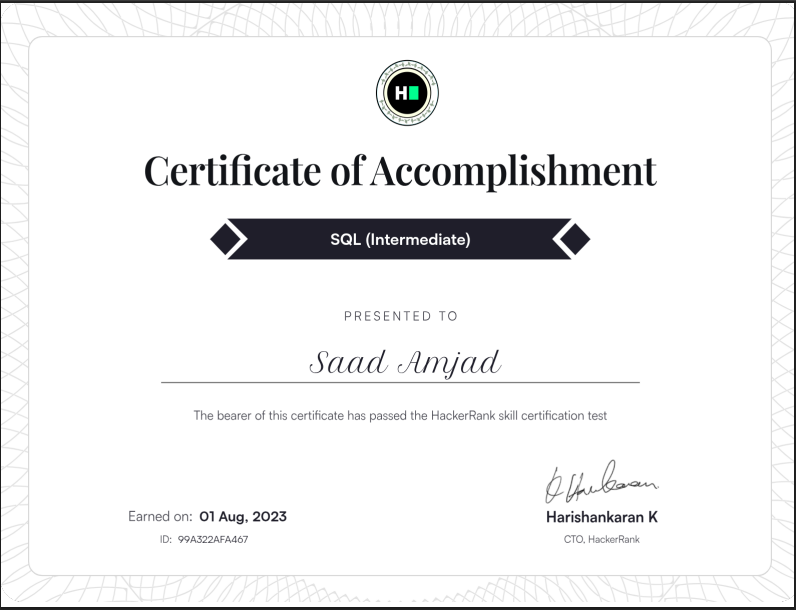 H
Certificate of Accomplishment
SQL (Intermediate)
PRESENTED TO
Saad Amjad
The bearer of this certificate has passed the HackerRank skill certification test
Earned on: 01 Aug, 2023
ID: 99A322AFA467
Harishankaran K
CTO, HackerRank